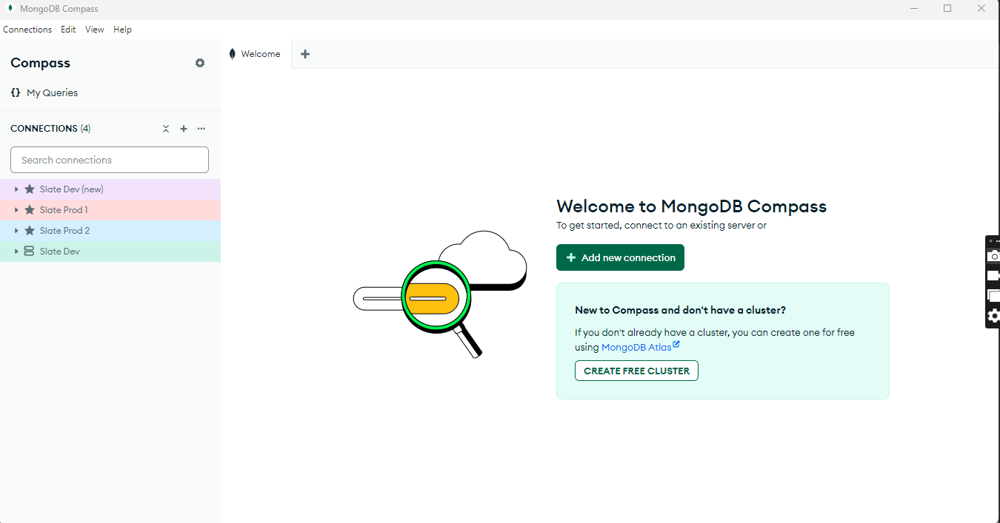 MongoDB Compass
Connections Edit View Help
Compass
Welcome
My Queries
CONNECTIONS (4)
Search connections
Slate Dev (new)
Slate Prod 1
Slate Prod 2
Slate Dev
Welcome to MongoDB Compass
To get started, connect to an existing server or
Add new connection
New to Compass and don't have a cluster?
If you don't already have a cluster, you can create one for free
using MongoDB Atlas
CREATE FREE CLUSTER